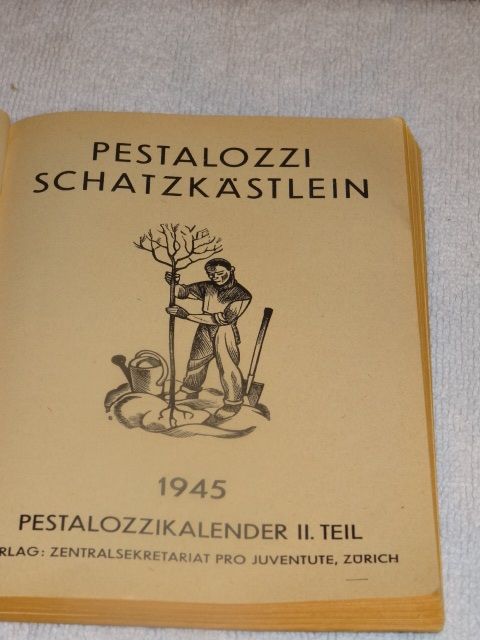 PESTALOZZI
SCHATZKÄSTLEIN
1945
PESTALOZZIKALENDER II. TEIL
RLAG: ZENTRALSEKRETARIAT PRO JUVENTUTE, ZÜRICH